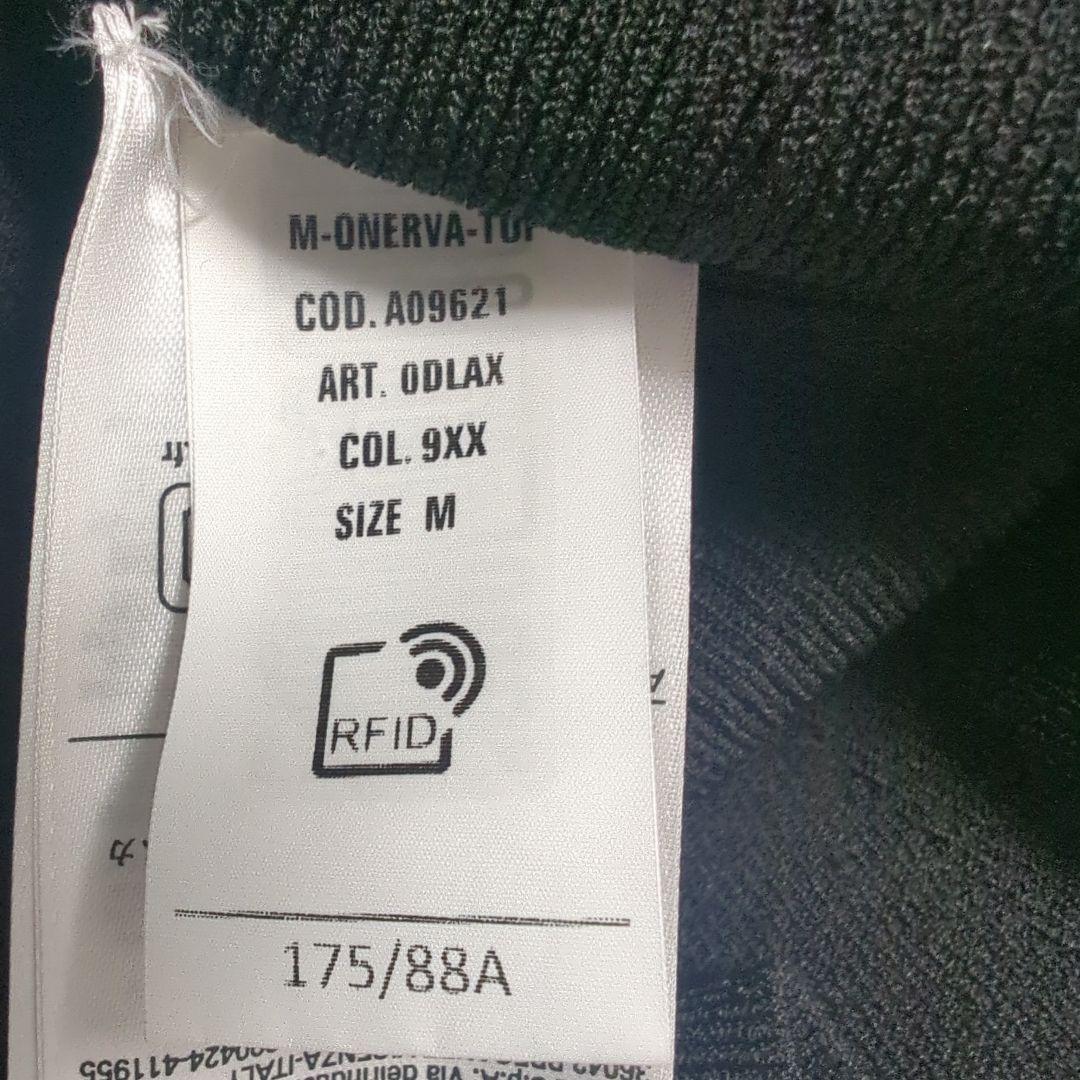 M-ONERVA-TOP
COD. A09621
ART. 0DLAX
COL. 9XX
SIZE M
RFID
175/88A